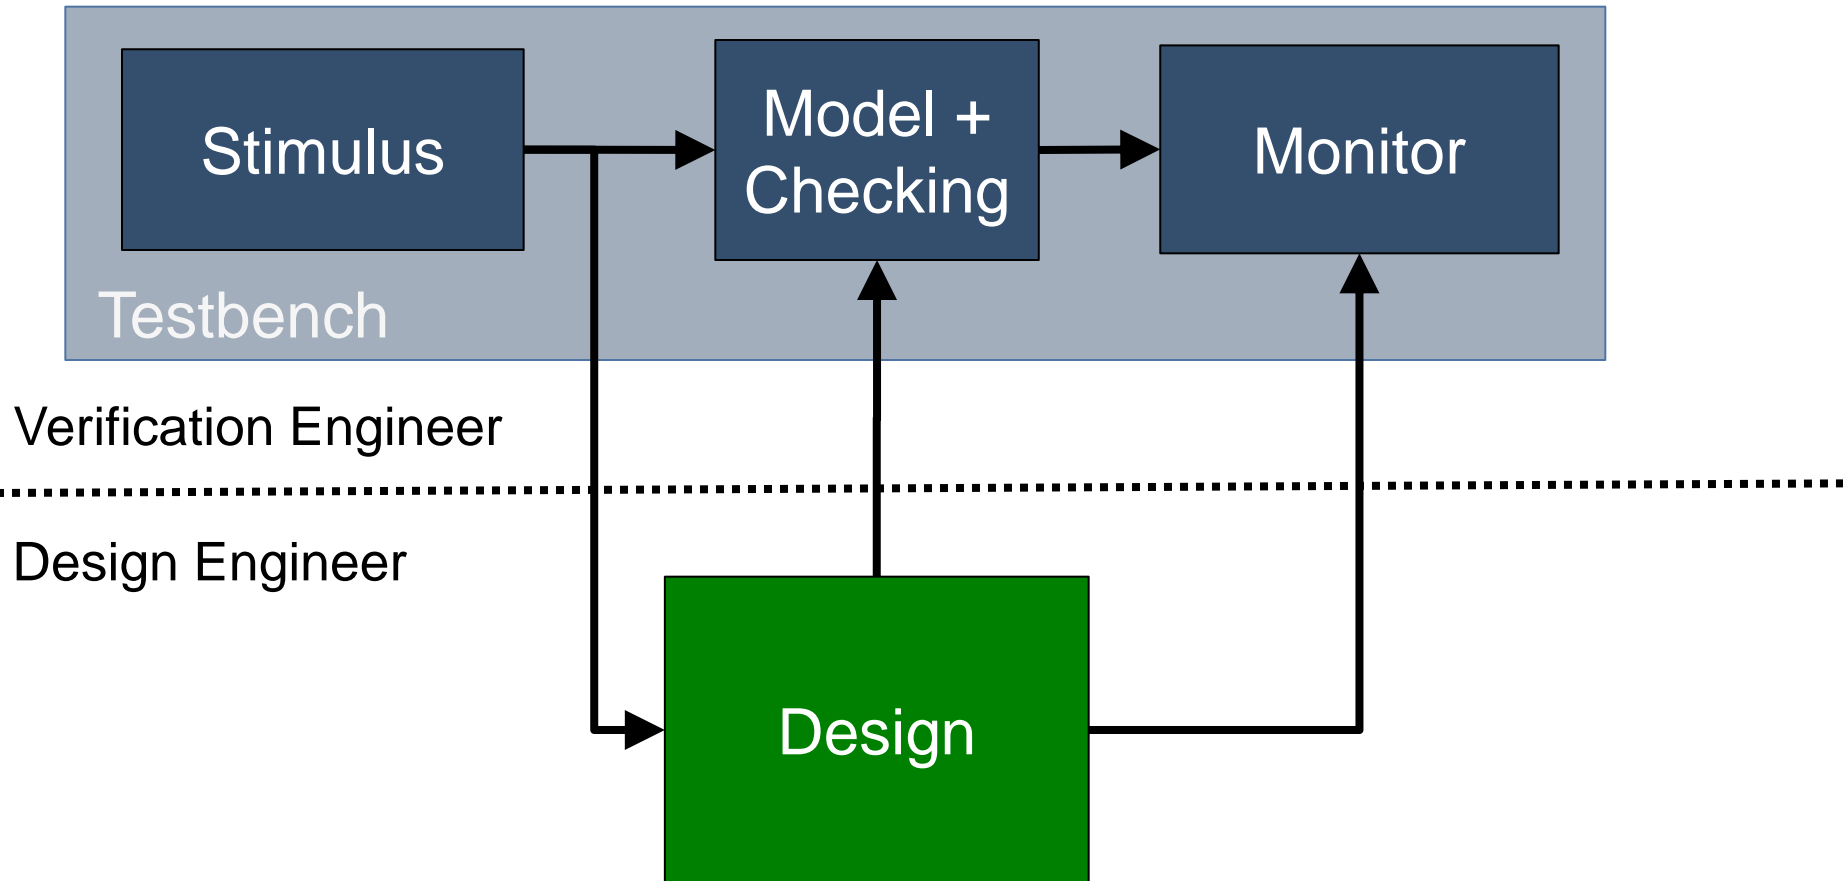 Stimulus
Model +
Checking
Monitor
Testbench
Verification Engineer
Design Engineer
Design